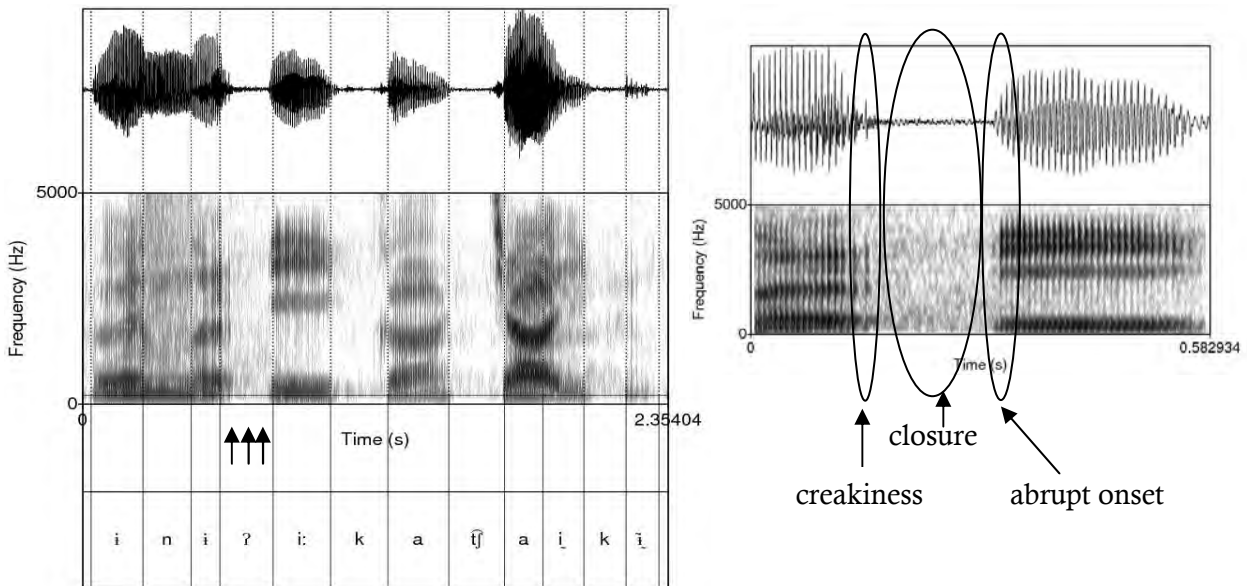 5000
Frequency (Hz)
0
0
2.35404
Time (s)
ɨ n ɨ ʔ i: k a t͡ʃ a i̠ k ɨ̥
5000
Frequency (Hz)
0
0
0.582934
Time (s)
closure
creakiness
abrupt onset